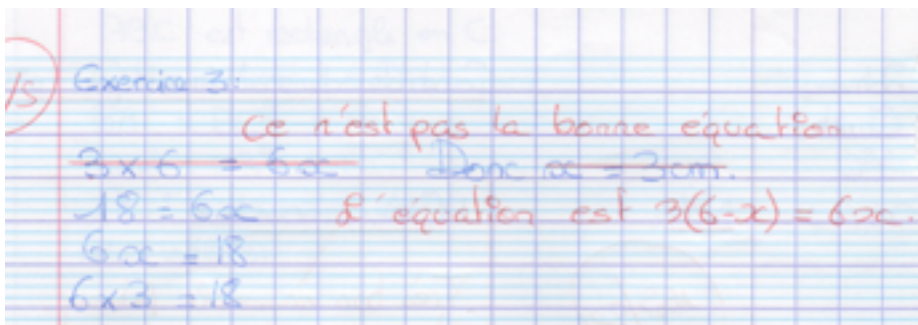 /5
Exercice 3:
Ce n'est pas la bonne équation
3 x 6 = 6x Donc x = 3cm.
18 = 6x L'équation est 3(6-x) = 6x.
6x = 18
6 x 3 = 18